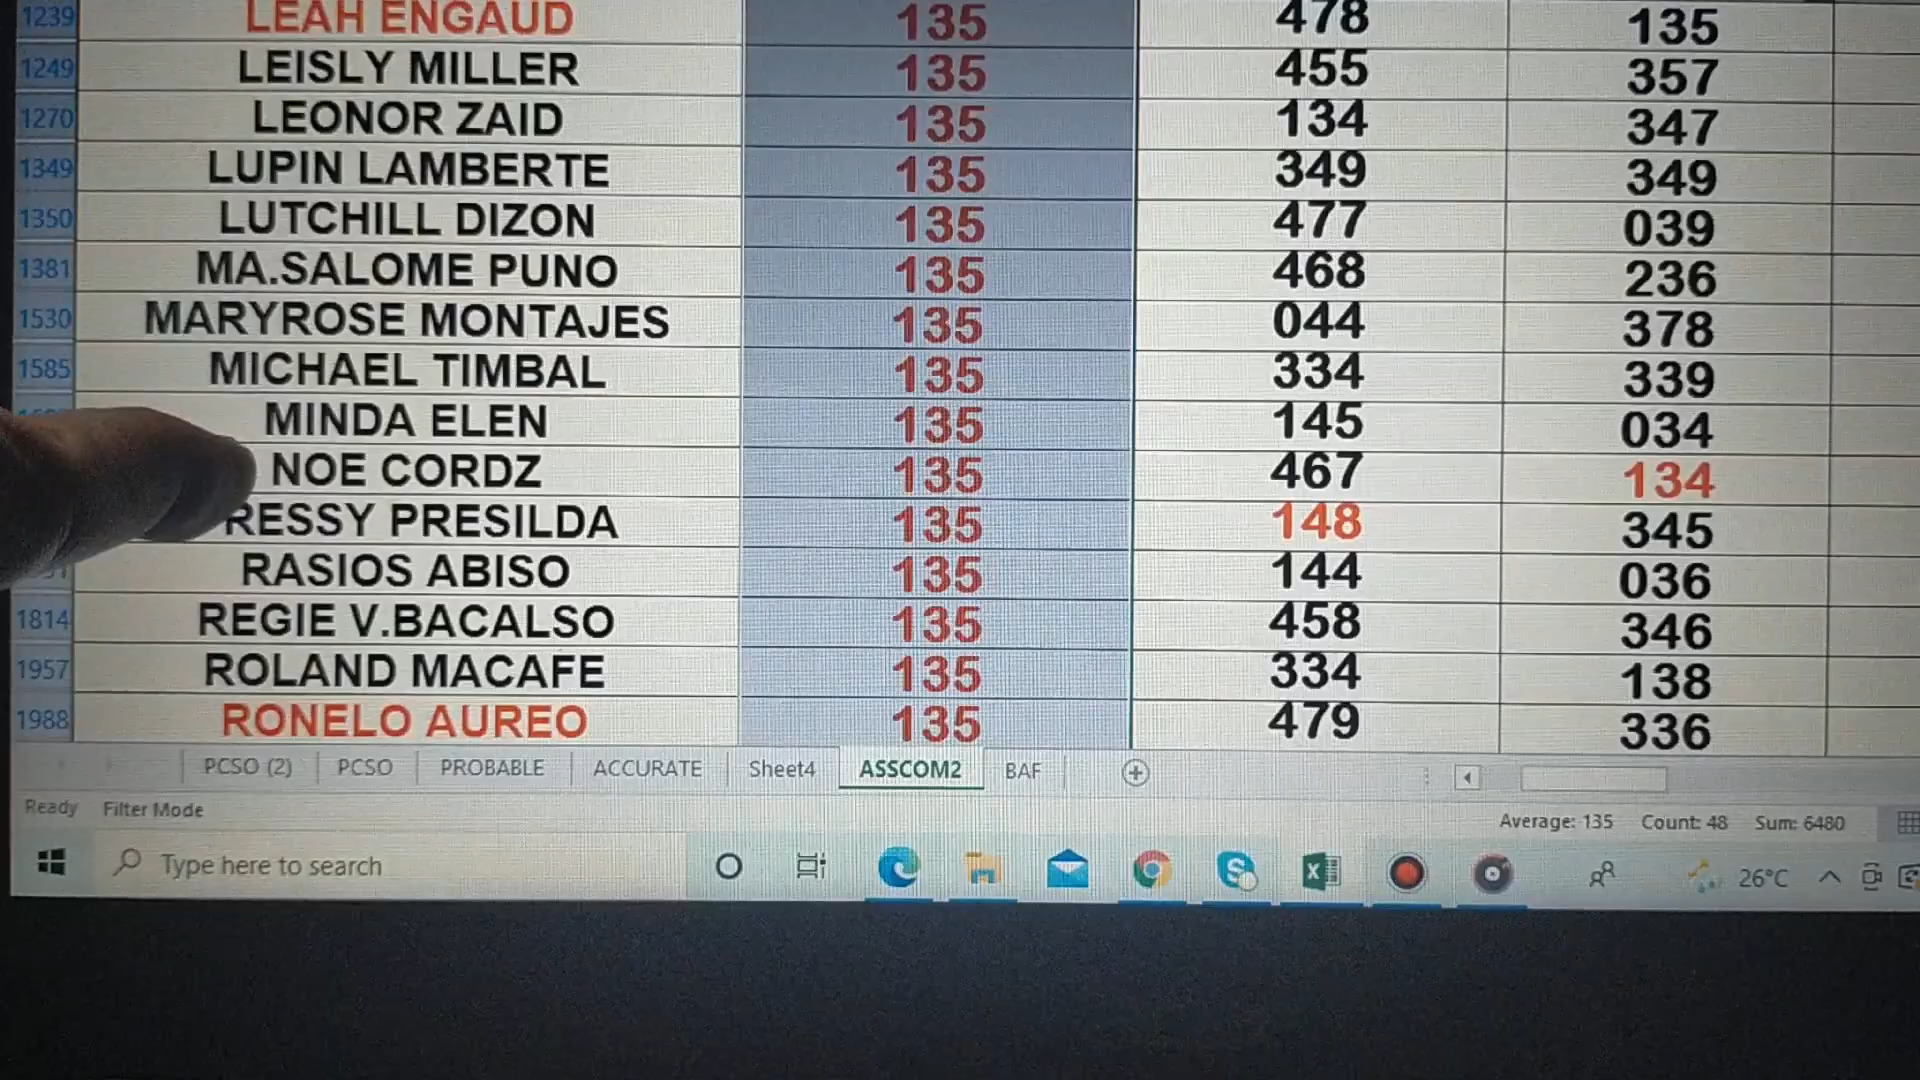 1239 LEAH ENGAUD 135 478 135
1249 LEISLY MILLER 135 455 357
1270 LEONOR ZAID 135 134 347
1349 LUPIN LAMBERTE 135 349 349
1350 LUTCHILL DIZON 135 477 039
1381 MA.SALOME PUNO 135 468 236
1530 MARYROSE MONTAJES 135 044 378
1585 MICHAEL TIMBAL 135 334 339
MINDA ELEN 135 145 034
NOE CORDZ 135 467 134
RESSY PRESILDA 135 148 345
RASIOS ABISO 135 144 036
1814 REGIE V.BACALSO 135 458 346
1957 ROLAND MACAFE 135 334 138
1988 RONELO AUREO 135 479 336
PCSO (2) PCSO PROBABLE ACCURATE Sheet4 ASSCOM2 BAF
Ready Filter Mode Average: 135 Count: 48 Sum: 6480
Type here to search 26°C